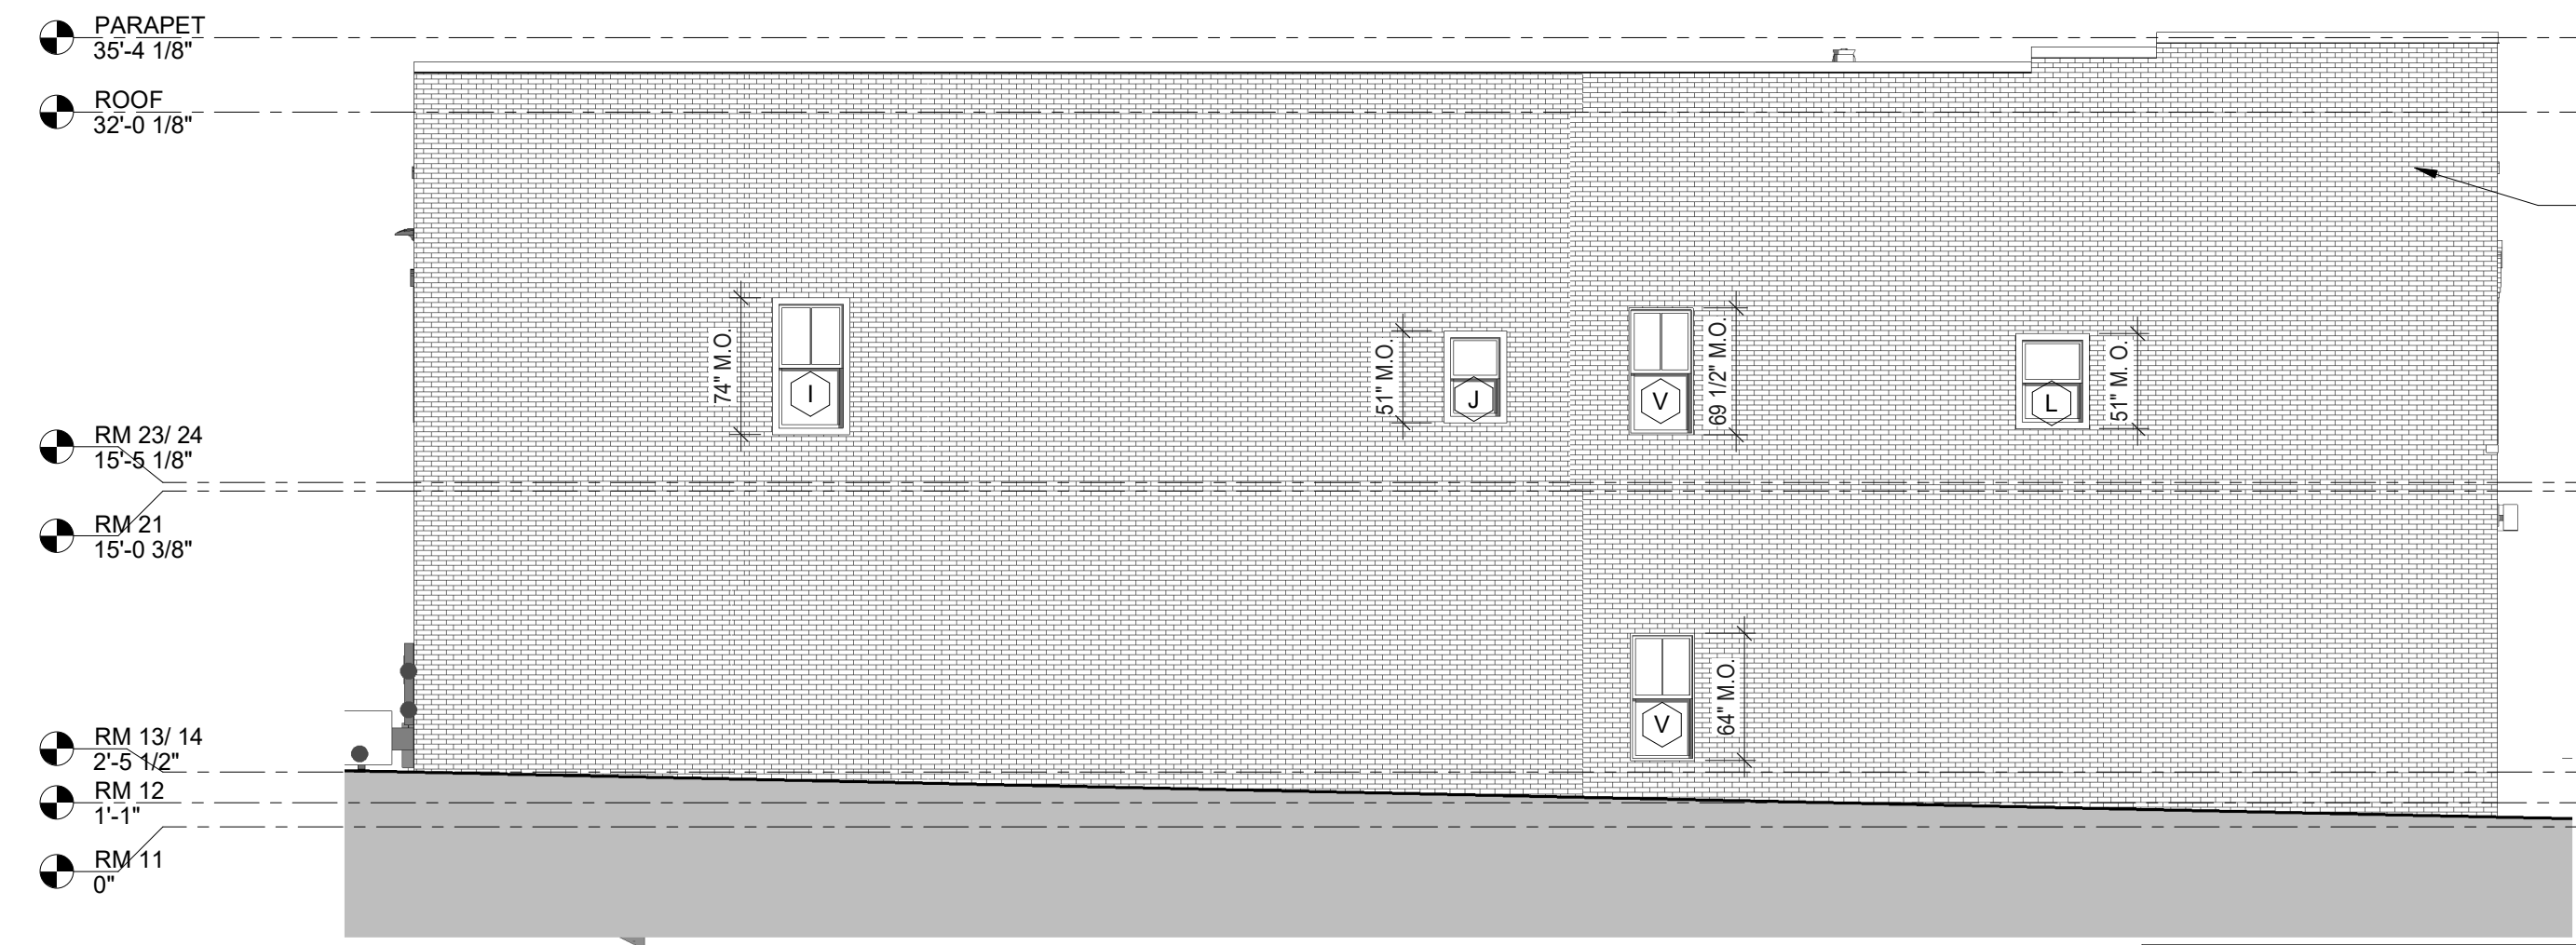 PARAPET
35'-4 1/8"
ROOF
32'-0 1/8"
74" M.O.
I
51" M.O.
J
V
69 1/2" M.O.
L
51" M. O.
RM 23/ 24
15'-5 1/8"
RM 21
15'-0 3/8"
V
64" M.O.
RM 13/ 14
2'-5 1/2"
RM 12
1'-1"
RM 11
0"